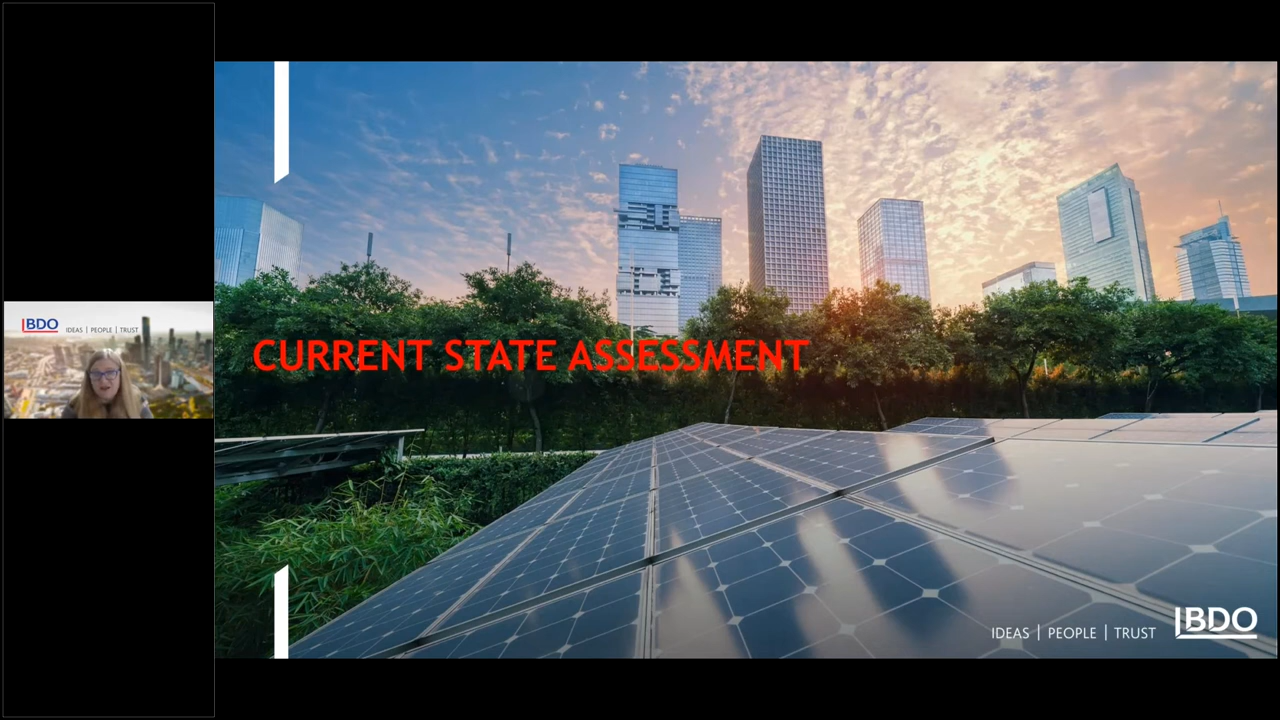 BDO IDEAS | PEOPLE | TRUST
CURRENT STATE ASSESSMENT
IDEAS | PEOPLE | TRUST BDO